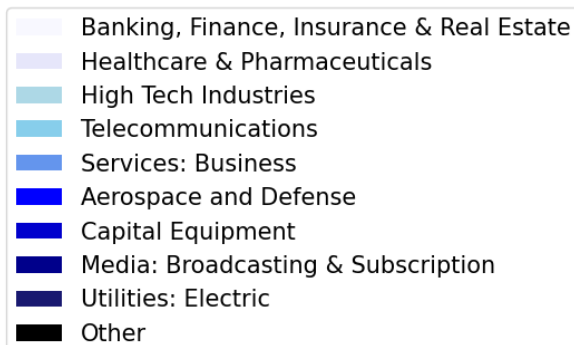 Banking, Finance, Insurance & Real Estate
Healthcare & Pharmaceuticals
High Tech Industries
Telecommunications
Services: Business
Aerospace and Defense
Capital Equipment
Media: Broadcasting & Subscription
Utilities: Electric
Other